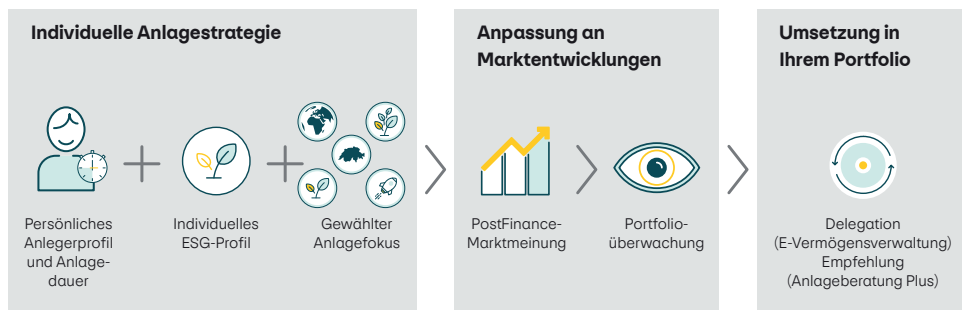 Individuelle Anlagestrategie
Persönliches
Anlegerprofil
und Anlage-
dauer
Individuelles
ESG-Profil
Gewählter
Anlagefokus
Anpassung an
Marktentwicklungen
PostFinance-
Marktmeinung
Portfolio-
überwachung
Umsetzung in
Ihrem Portfolio
Delegation
(E-Vermögensverwaltung)
Empfehlung
(Anlageberatung Plus)